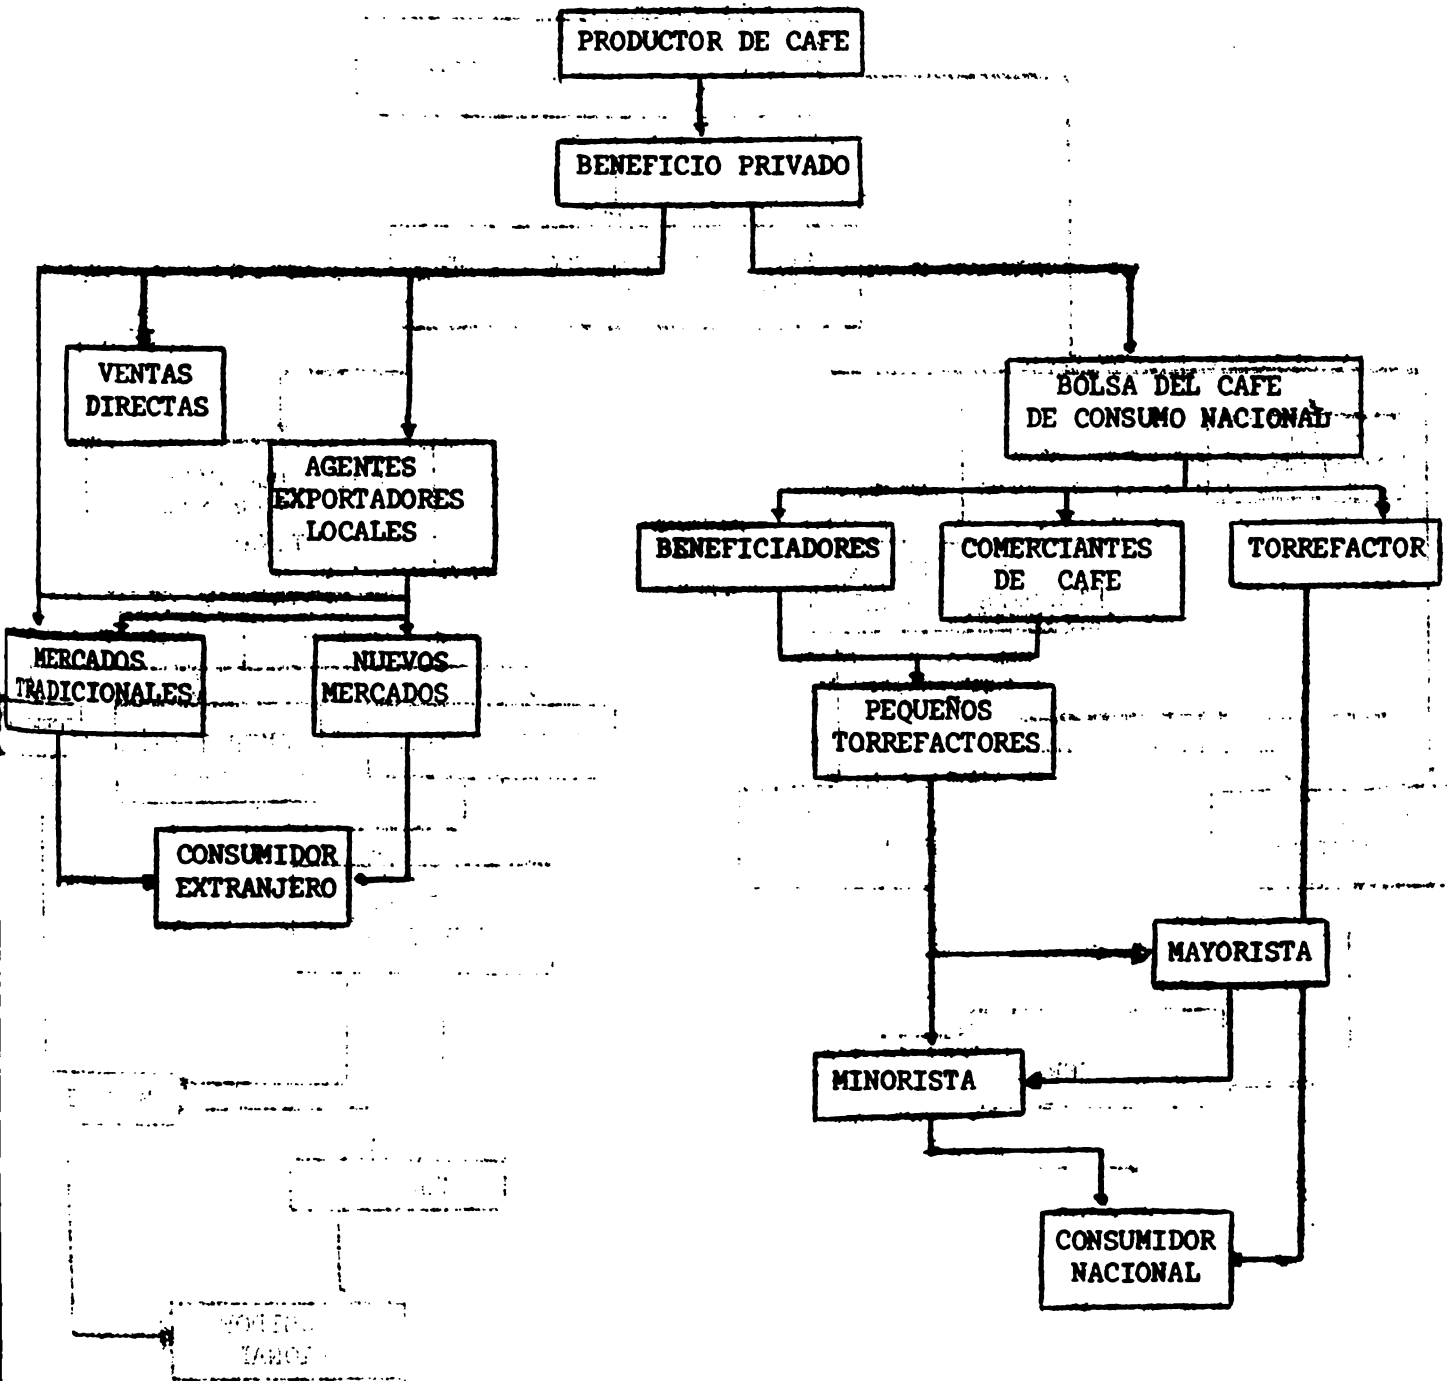 PRODUCTOR DE CAFE
BENEFICIO PRIVADO
VENTAS
DIRECTAS
BOLSA DEL CAFE
DE CONSUMO NACIONAL
AGENTES
EXPORTADORES
LOCALES
BENEFICIADORES
COMERCIANTES
DE CAFE
TORREFACTOR
MERCADOS
TRADICIONALES
NUEVOS
MERCADOS
PEQUEÑOS
TORREFACTORES
CONSUMIDOR
EXTRANJERO
MAYORISTA
MINORISTA
CONSUMIDOR
NACIONAL